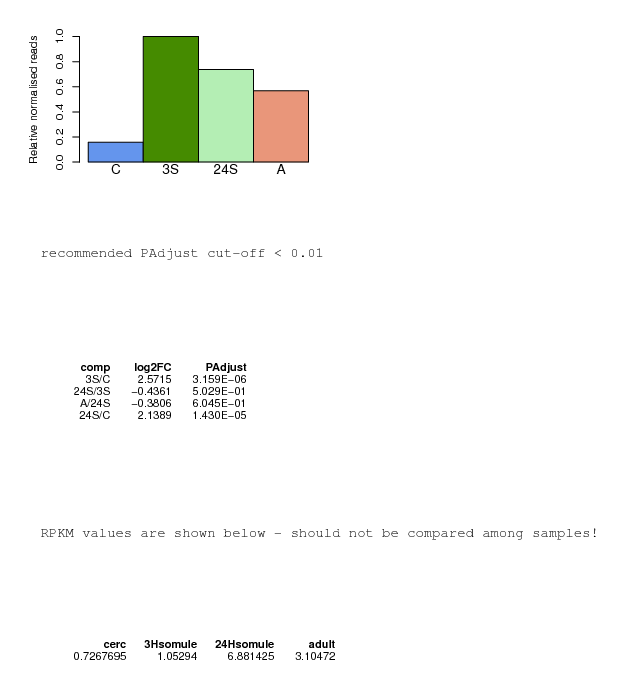 Relative normalised reads
1.0
0.8
0.6
0.4
0.2
0.0
C 3S 24S A
recommended PAdjust cut-off < 0.01
comp log2FC PAdjust
3S/C 2.5715 3.159E-06
24S/3S -0.4361 5.029E-01
A/24S -0.3806 6.045E-01
24S/C 2.1389 1.430E-05
RPKM values are shown below - should not be compared among samples!
cerc 3Hsomule 24Hsomule adult
0.7267695 1.05294 6.881425 3.10472